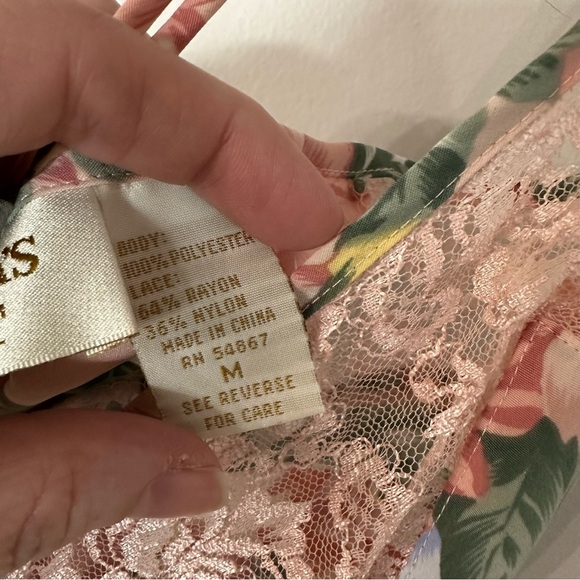 BODY:
100% POLYESTER
LACE:
64% RAYON
36% NYLON
MADE IN CHINA
RN 54867
M
SEE REVERSE
FOR CARE